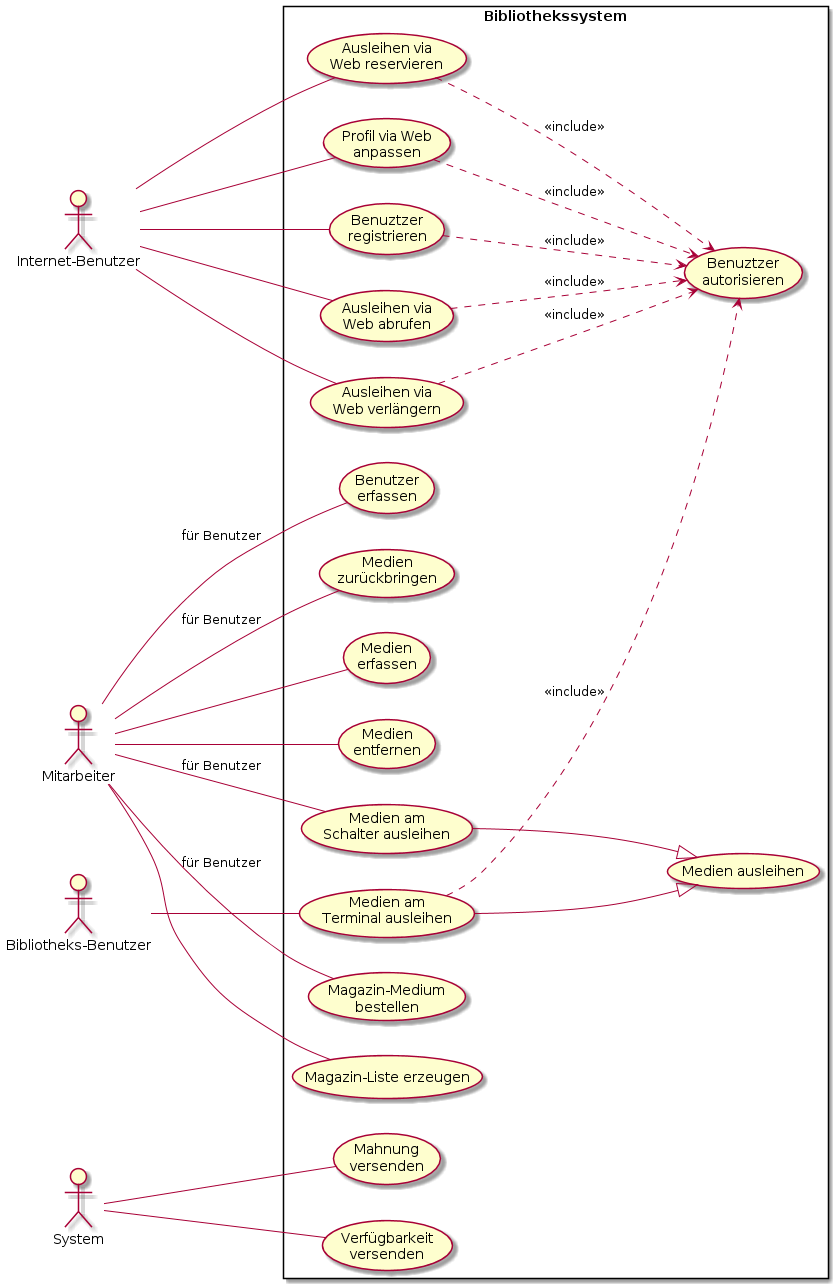 Bibliothekssystem
Ausleihen via
Web reservieren
«include»
Profil via Web
anpassen
«include»
Internet-Benutzer
Benuztzer
registrieren
«include»
Benuztzer
autorisieren
Ausleihen via
Web abrufen
«include»
«include»
Ausleihen via
Web verlängern
Benutzer
erfassen
für Benutzer
Medien
zurückbringen
für Benutzer
Medien
erfassen
«include»
Mitarbeiter
Medien
entfernen
für Benutzer
Medien am
Schalter ausleihen
für Benutzer
Medien ausleihen
Bibliotheks-Benutzer
Medien am
Terminal ausleihen
Magazin-Medium
bestellen
Magazin-Liste erzeugen
Mahnung
versenden
System
Verfügbarkeit
versenden